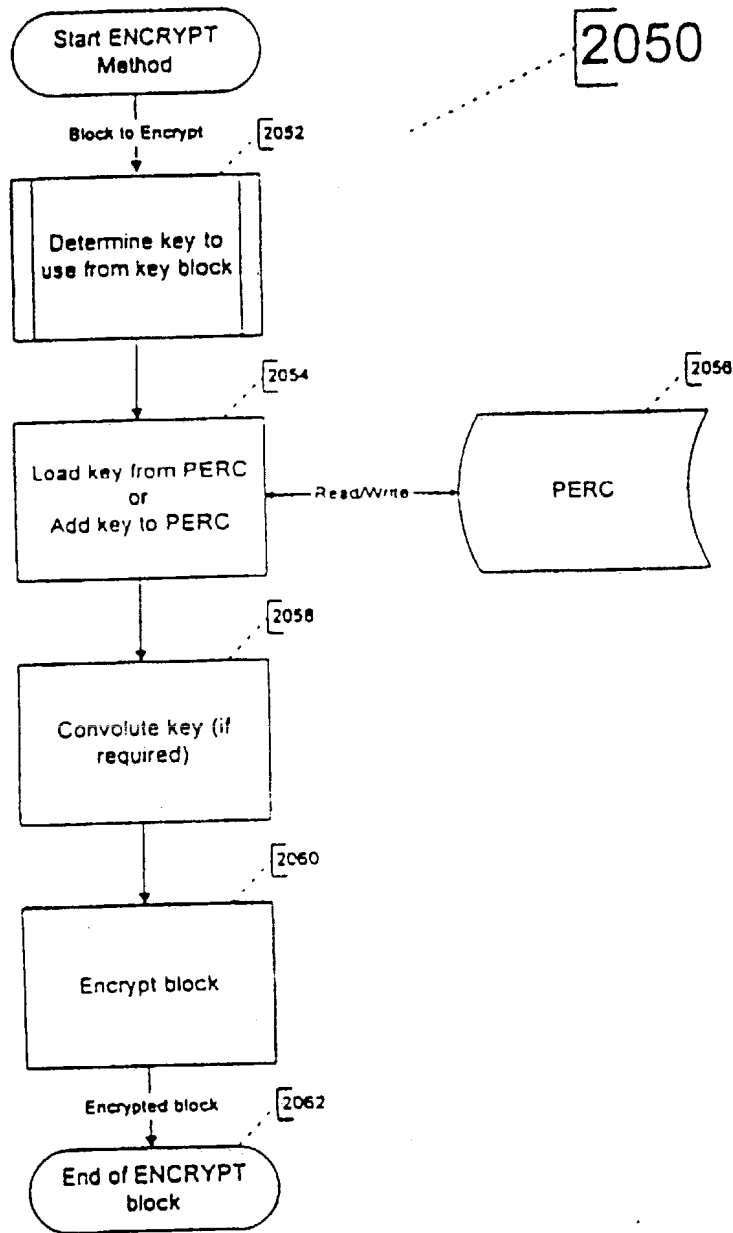 Start ENCRYPT
Method
2050
Block to Encrypt
2052
Determine key to
use from key block
2054
2056
Load key from PERC
or
Add key to PERC
Read/Write
PERC
2058
Convolute key (if
required)
2060
Encrypt block
Encrypted block
2062
End of ENCRYPT
block